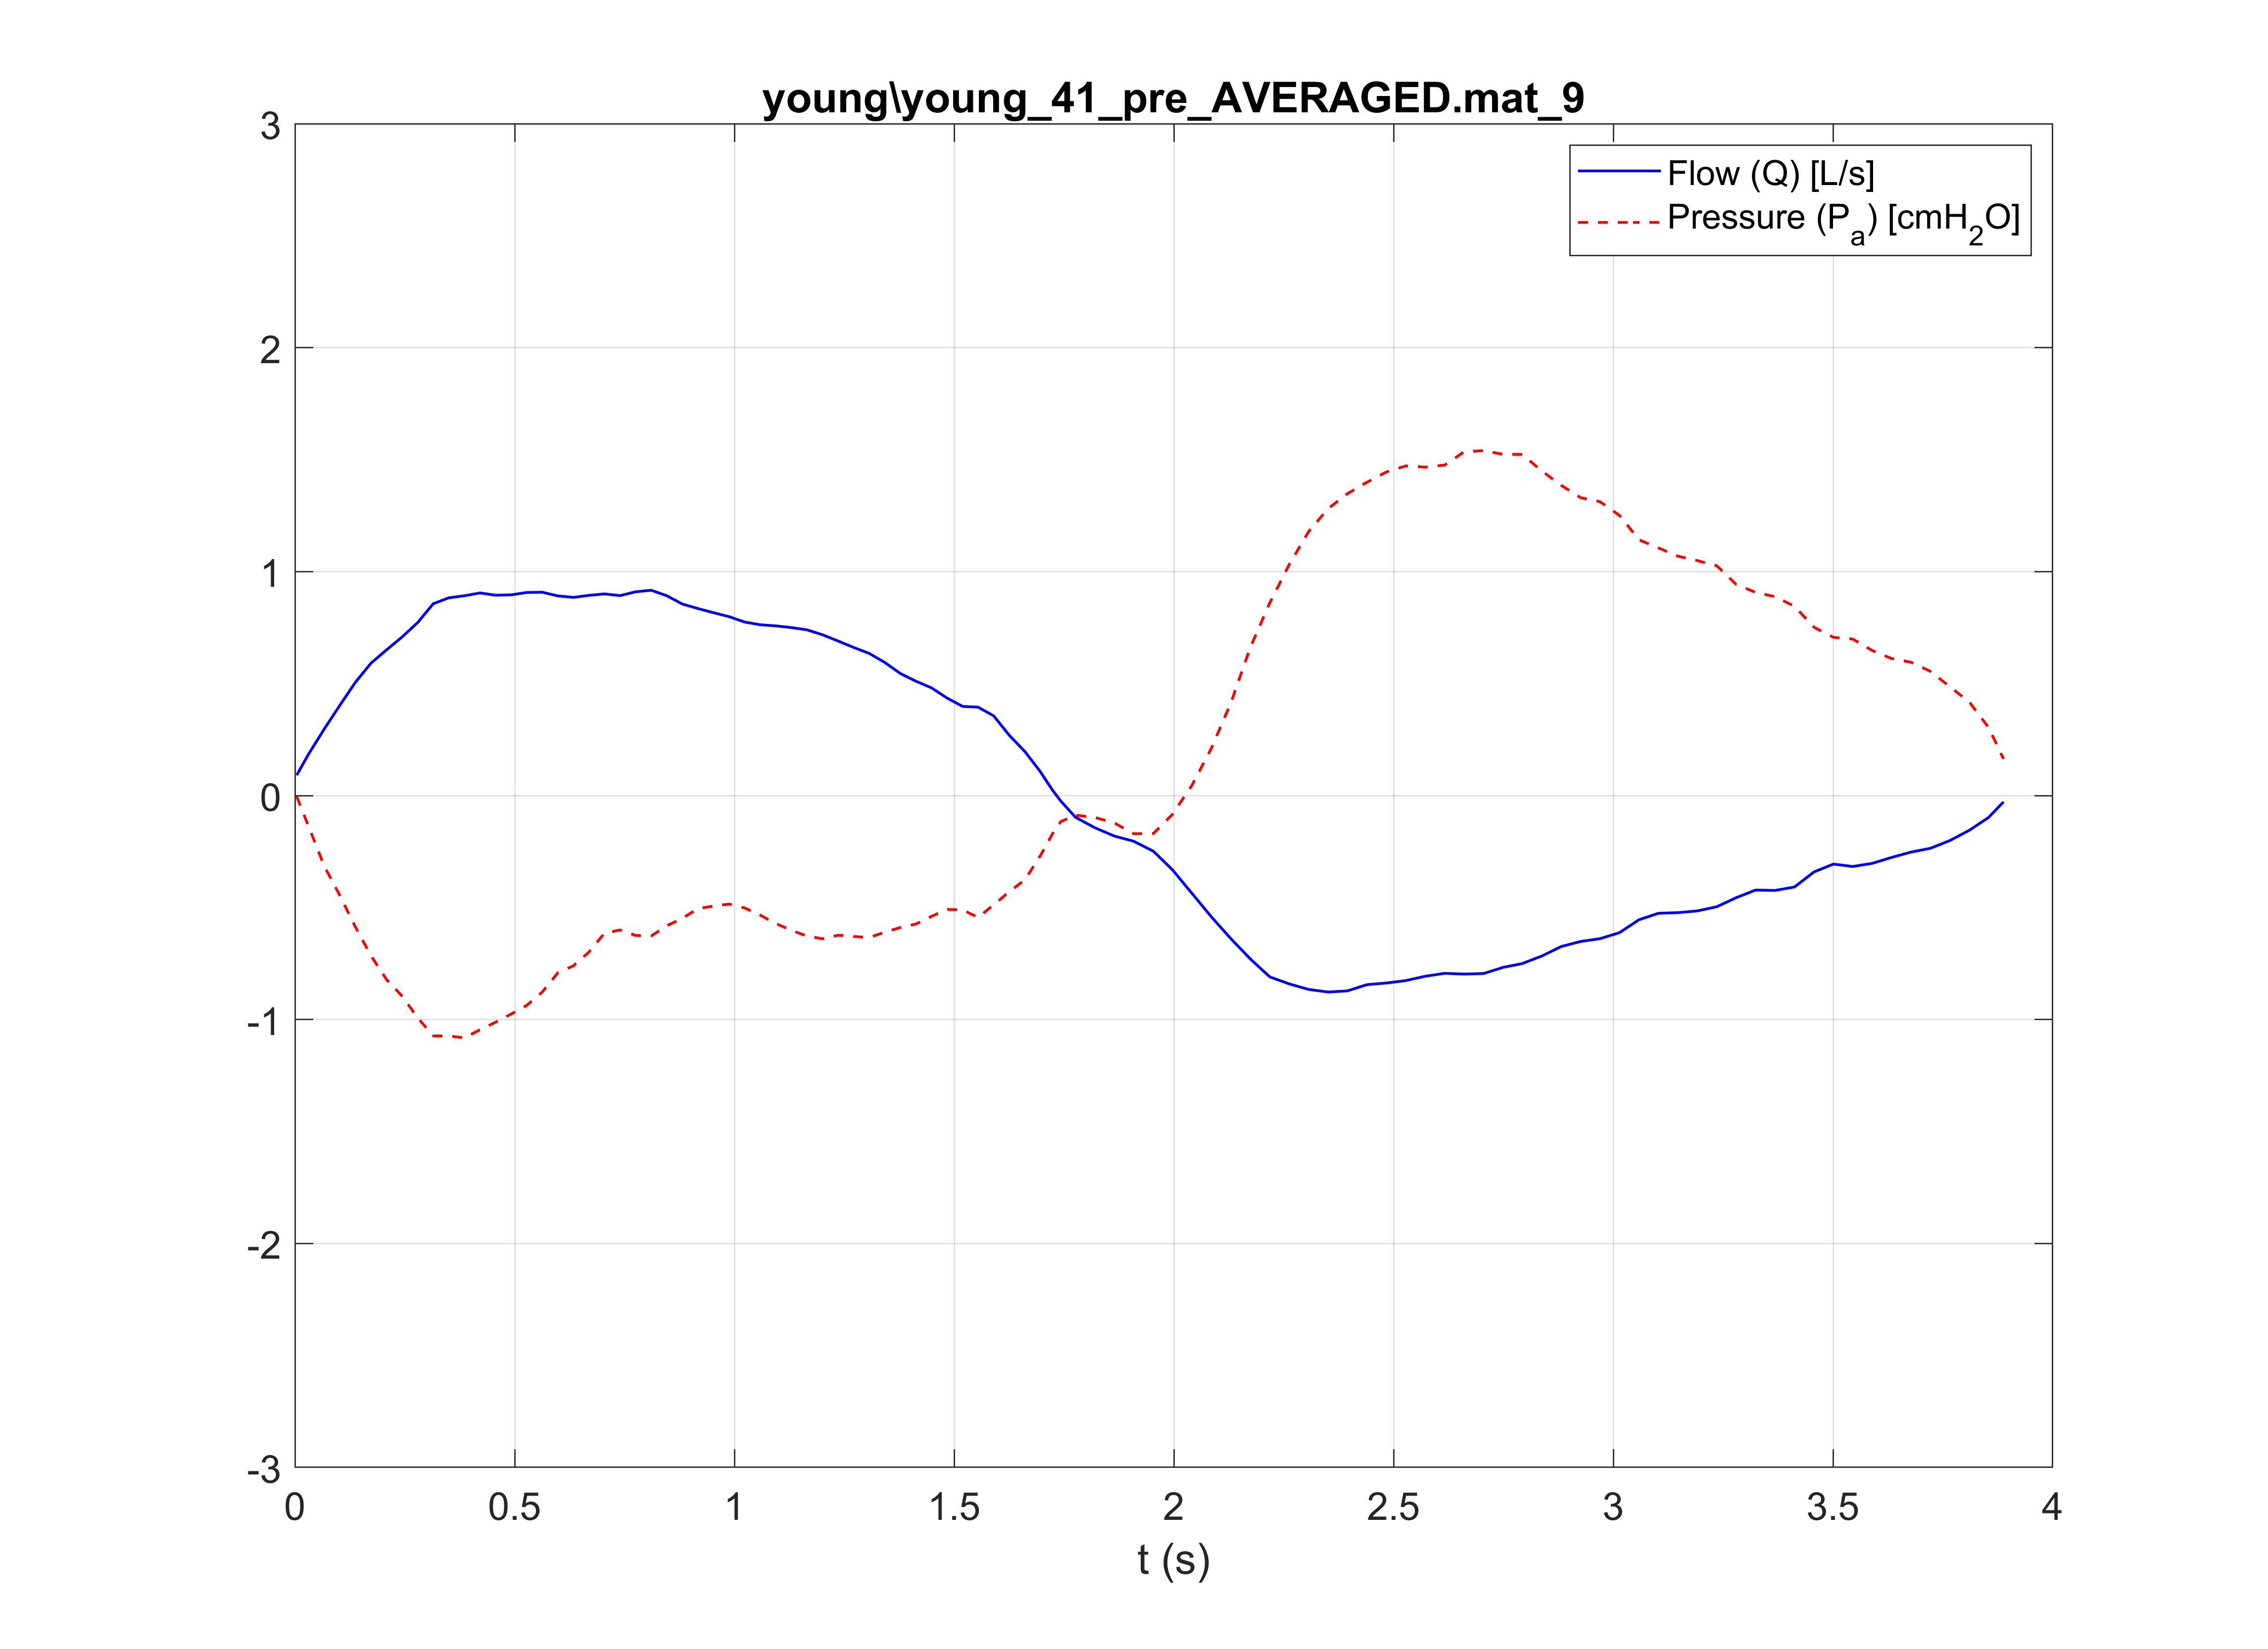 young\young_41_pre_AVERAGED.mat_9
Flow (Q) [L/s]
Pressure (Pa) [cmH2O]
3
2
1
0
-1
-2
-3
0 0.5 1 1.5 2 2.5 3 3.5 4
t (s)